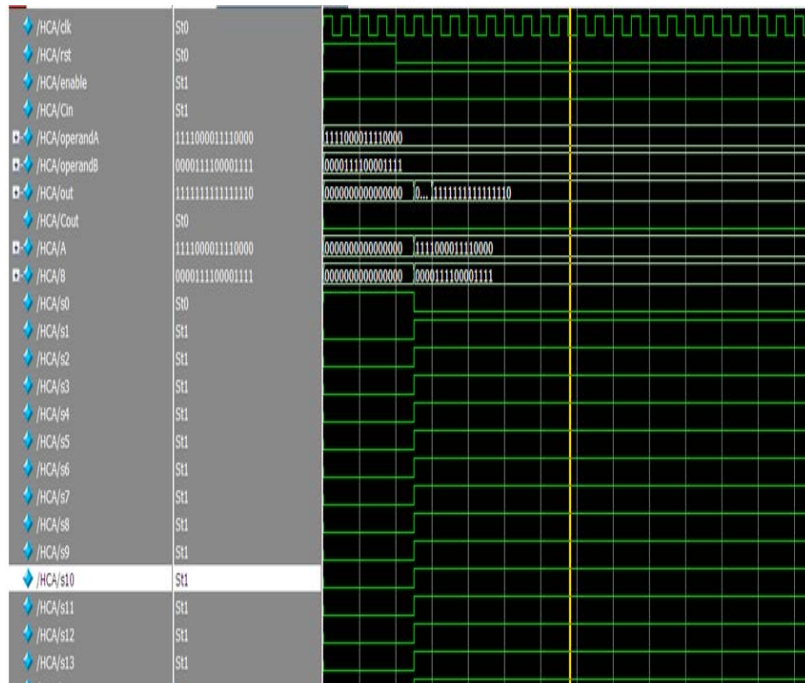 /HCA/clk St0
/HCA/rst St0
/HCA/enable St1
/HCA/Cin St1
/HCA/operandA 1111000011110000 1111000011110000
/HCA/operandB 0000111100001111 0000111100001111
/HCA/out 1111111111111110 0000000000000000 0... 1111111111111110
/HCA/Cout St0
/HCA/A 1111000011110000 0000000000000000 1111000011110000
/HCA/B 0000111100001111 0000000000000000 0000111100001111
/HCA/s0 St0
/HCA/s1 St1
/HCA/s2 St1
/HCA/s3 St1
/HCA/s4 St1
/HCA/s5 St1
/HCA/s6 St1
/HCA/s7 St1
/HCA/s8 St1
/HCA/s9 St1
/HCA/s10 St1
/HCA/s11 St1
/HCA/s12 St1
/HCA/s13 St1